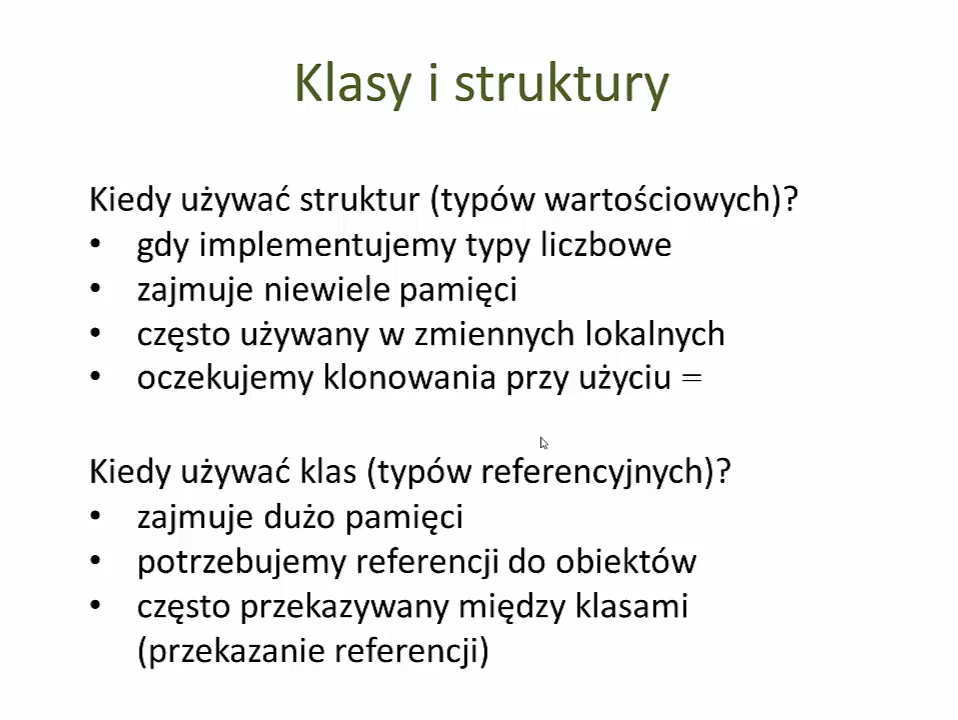 Klasy i struktury
Kiedy używać struktur (typów wartościowych)?
• gdy implementujemy typy liczbowe
• zajmuje niewiele pamięci
• często używany w zmiennych lokalnych
• oczekujemy klonowania przy użyciu =
Kiedy używać klas (typów referencyjnych)?
• zajmuje dużo pamięci
• potrzebujemy referencji do obiektów
• często przekazywany między klasami
(przekazanie referencji)